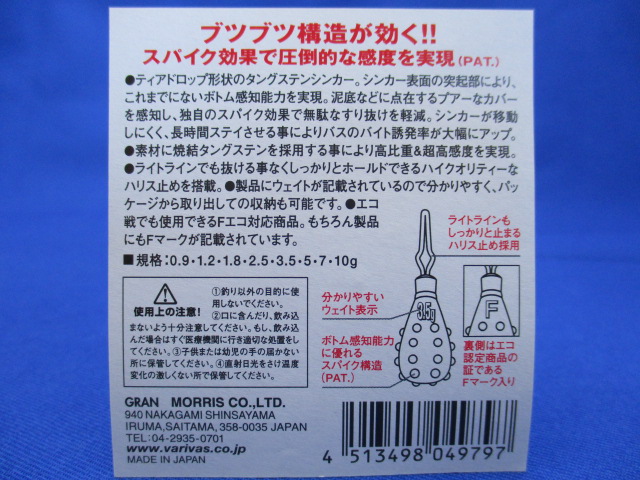 ブツブツ構造が効く!!
スパイク効果で圧倒的な感度を実現(PAT.)
●ティアドロップ形状のタングステンシンカー。シンカー表面の突起部により、
これまでにないボトム感知能力を実現。泥底などに点在するプアーなカバー
を感知し、独自のスパイク効果で無駄なすり抜けを軽減。シンカーが移動
しにくく、長時間ステイさせる事によりバスのバイト誘発率が大幅にアップ。
●素材に焼結タングステンを採用する事により高比重&超高感度を実現。
●ライトラインでも抜ける事なくしっかりとホールドできるハイクオリティーな
ハリス止めを搭載。●製品にウェイトが記載されているので分かりやすく、パッ
ケージから取り出しての収納も可能です。●エコ
戦でも使用できるFエコ対応商品。もちろん製品
にもFマークが記載されています。
■規格:0.9・1.2・1.8・2.5・3.5・5・7・10g
ライトラインも
しっかりと止まる
ハリス止め採用
使用上の注意!
①釣り以外の目的に使
用しないでください。
②口に含んだり、飲み込
まないよう十分注意してください。もし、飲み込
んだ場合はすぐ医療機関に行き適切な処置をし
てください。③子供または幼児の手の届かない
所に保管してください。④直射日光をさけ温度
変化の激しくない所で保管してください。
分かりやすい
ウェイト表示
3.5g
F
ボトム感知能力
に優れる
スパイク構造
(PAT.)
裏側はエコ
認定商品の
証である
Fマーク入り
GRAN MORRIS CO.,LTD.
940 NAKAGAMI SHINSAYAMA
IRUMA,SAITAMA, 358-0035 JAPAN
TEL: 04-2935-0701
www.varivas.co.jp
MADE IN JAPAN
4 513498 049797